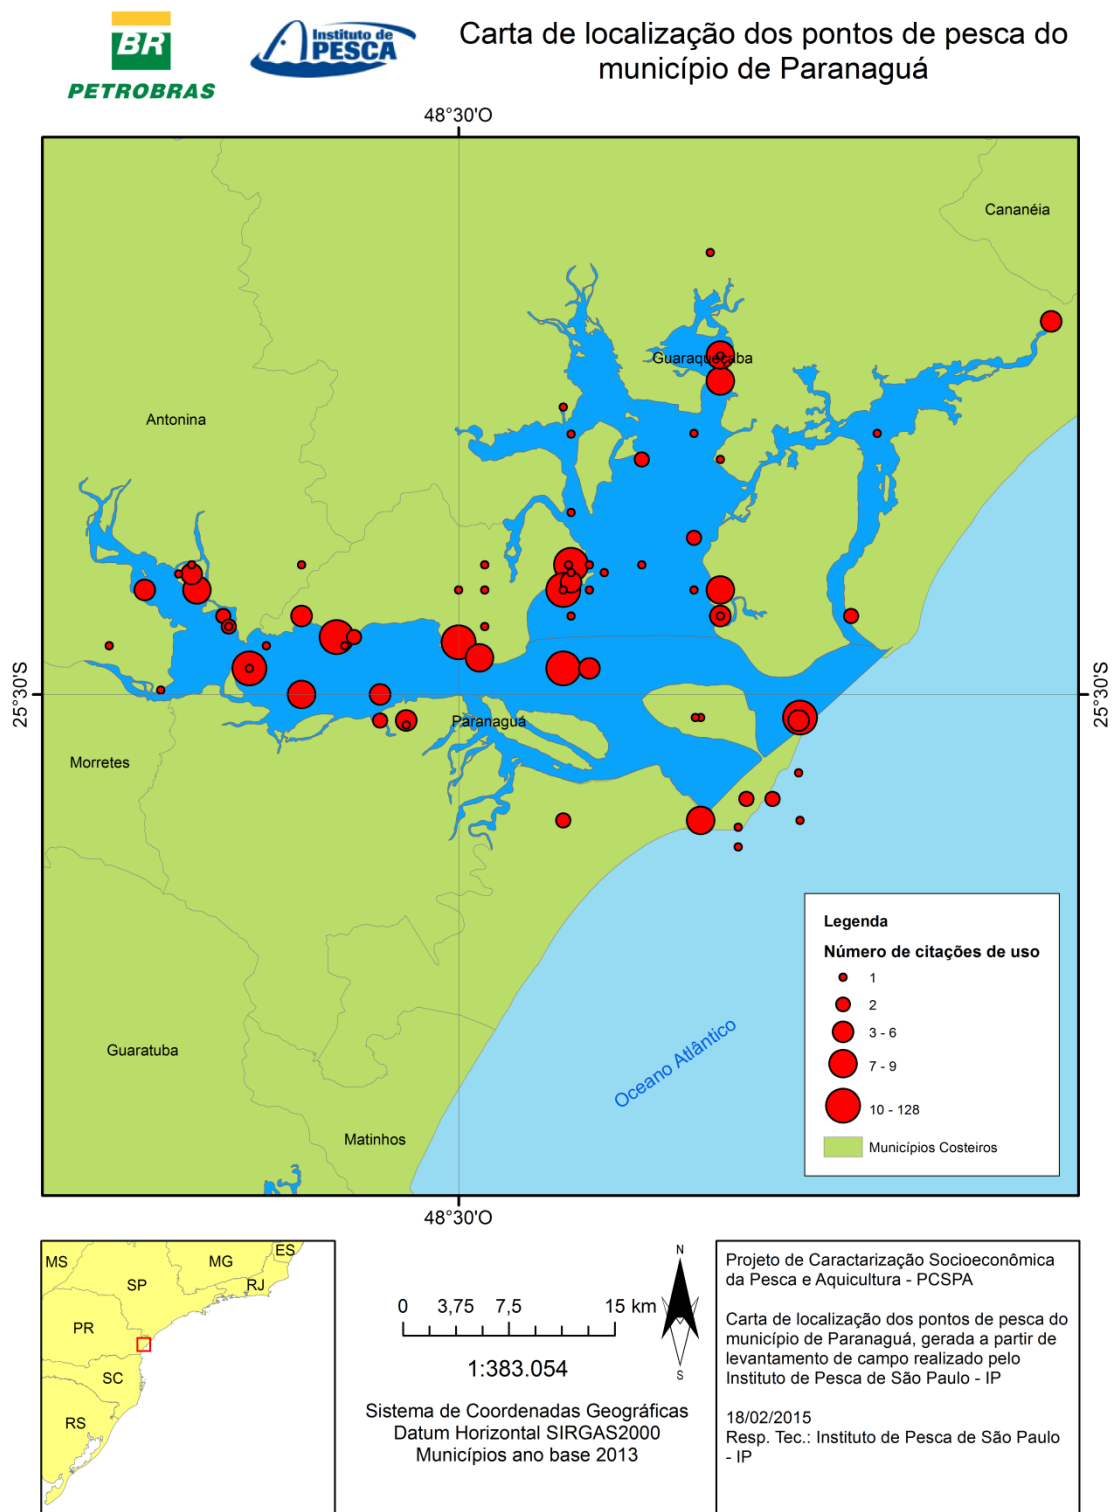 BR
PETROBRAS
Instituto de
PESCA
Carta de localização dos pontos de pesca do
município de Paranaguá
48°30'O
Cananéia
Guaraqueçaba
Antonina
25°30'S
25°30'S
Paranaguá
Morretes
Legenda
Número de citações de uso
1
2
3 - 6
7 - 9
10 - 128
Municípios Costeiros
Oceano Atlântico
Guaratuba
Matinhos
48°30'O
MS
MG
ES
SP
RJ
PR
SC
RS
0 3,75 7,5 15 km
1:383.054
Sistema de Coordenadas Geográficas
Datum Horizontal SIRGAS2000
Municípios ano base 2013
N
S
Projeto de Caractarização Socioeconômica
da Pesca e Aquicultura - PCSPA
Carta de localização dos pontos de pesca do
município de Paranaguá, gerada a partir de
levantamento de campo realizado pelo
Instituto de Pesca de São Paulo - IP
18/02/2015
Resp. Tec.: Instituto de Pesca de São Paulo
- IP